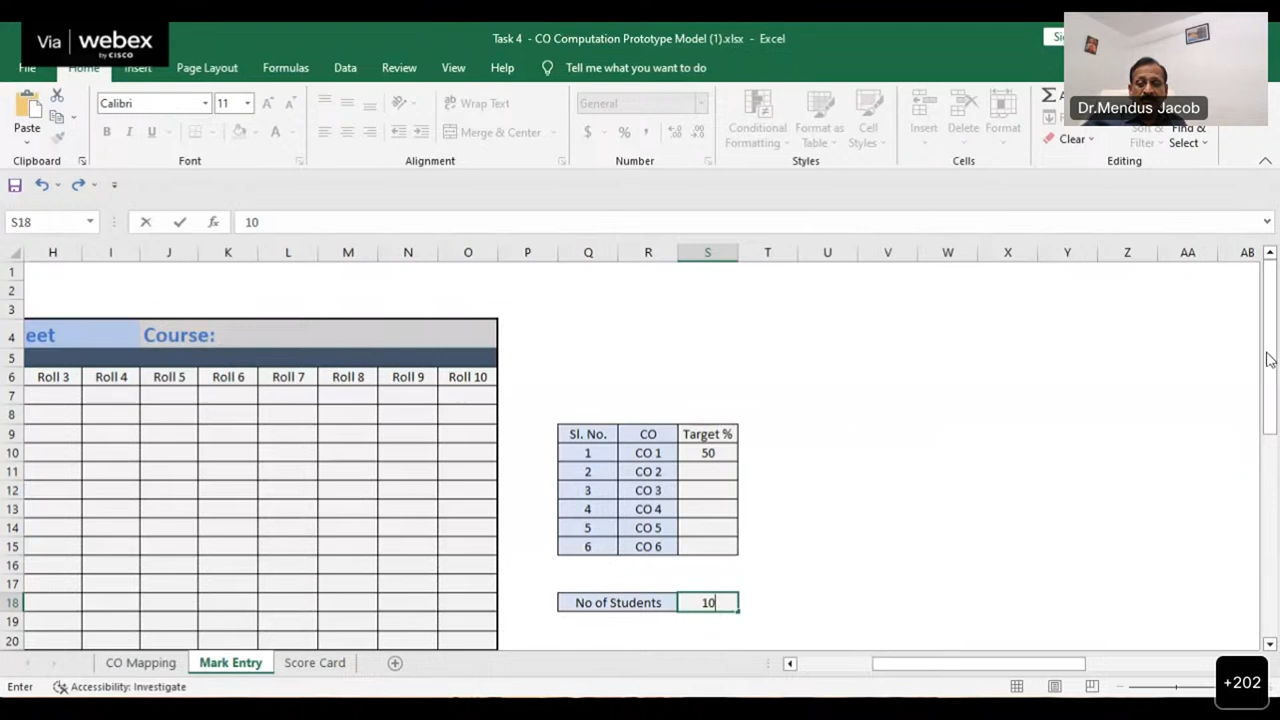 Via webex
by CISCO
Task 4 - CO Computation Prototype Model (1).xlsx - Excel
File Home Insert Page Layout Formulas Data Review View Help Tell me what you want to do
Dr.Mendus Jacob
Paste
Calibri 11
Wrap Text
General
Merge & Center
Conditional Formatting
Format as Table
Cell Styles
Insert Delete Format
Clear
Sort & Filter
Find & Select
Clipboard Font Alignment Number Styles Cells Editing
S18 fx 10
H I J K L M N O P Q R S T U V W X Y Z AA AB
1
2
3
4 eet Course:
5
6 Roll 3 Roll 4 Roll 5 Roll 6 Roll 7 Roll 8 Roll 9 Roll 10
7
8
9 Sl. No. CO Target %
10 1 CO 1 50
11 2 CO 2
12 3 CO 3
13 4 CO 4
14 5 CO 5
15 6 CO 6
16
17
18 No of Students 10
19
20
CO Mapping Mark Entry Score Card
Enter Accessibility: Investigate
+202